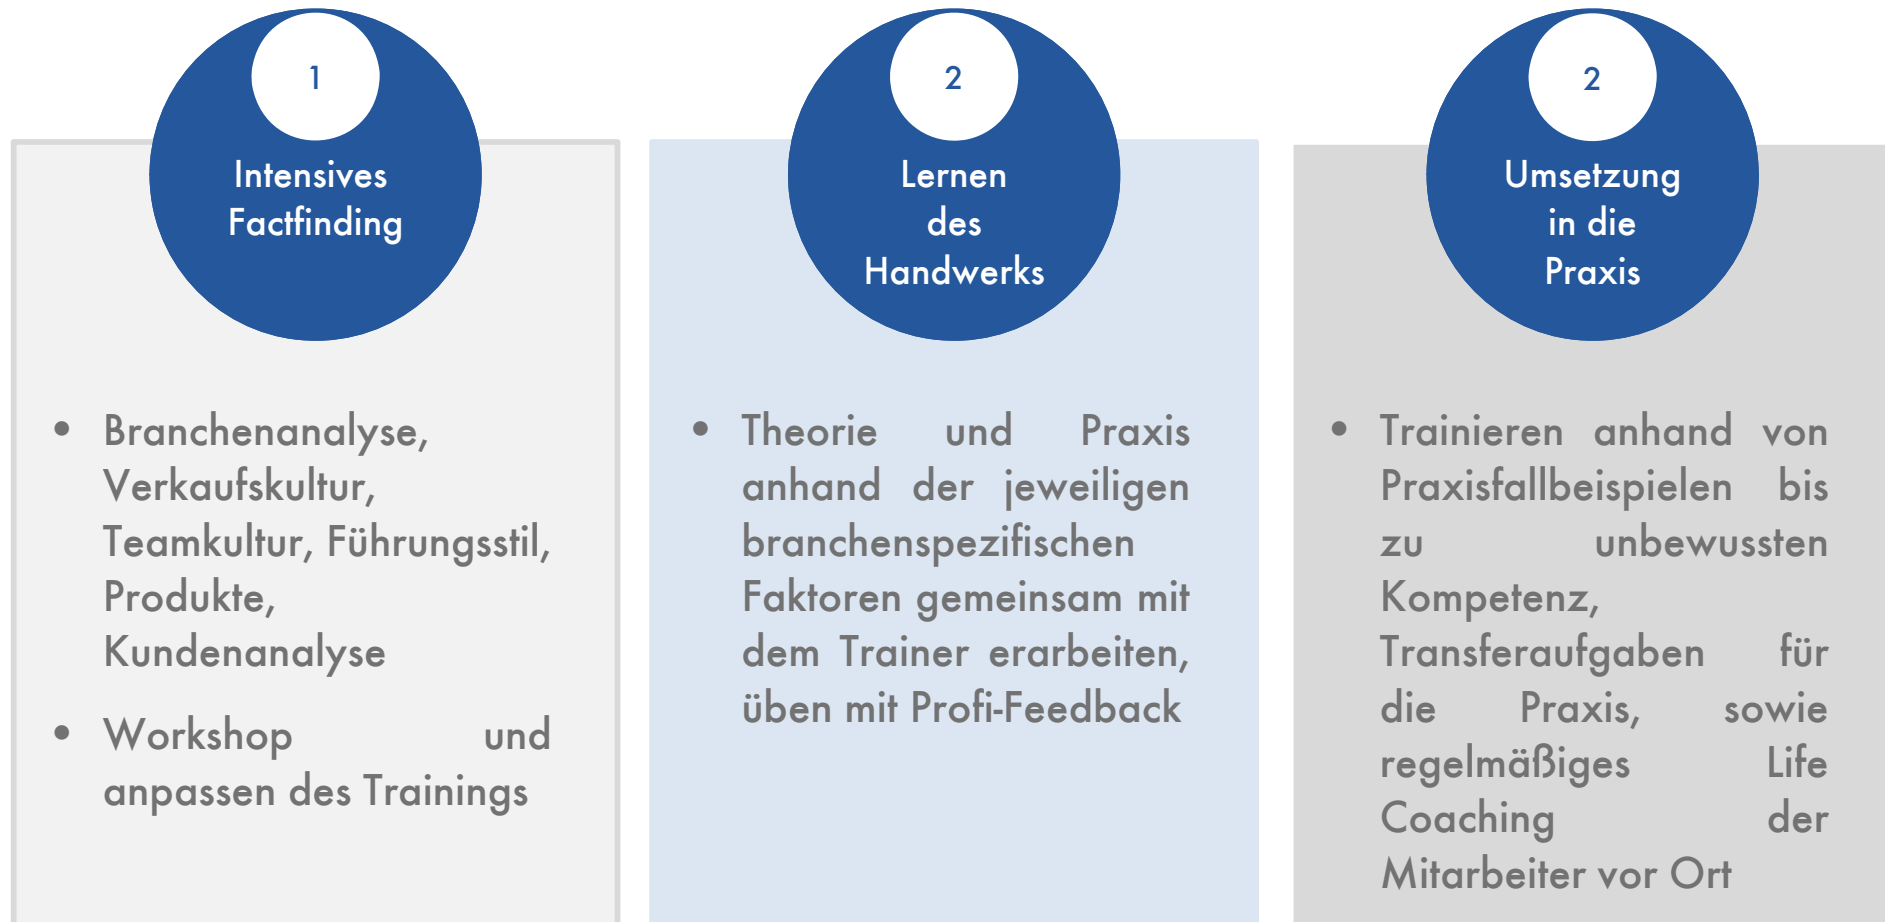 1
Intensives
Factfinding
• Branchenanalyse,
Verkaufskultur,
Teamkultur, Führungsstil,
Produkte,
Kundenanalyse
• Workshop und
anpassen des Trainings
2
Lernen
des
Handwerks
• Theorie und Praxis
anhand der jeweiligen
branchenspezifischen
Faktoren gemeinsam mit
dem Trainer erarbeiten,
üben mit Profi-Feedback
2
Umsetzung
in die
Praxis
• Trainieren anhand von
Praxisfallbeispielen bis
zu unbewussten
Kompetenz,
Transferaufgaben für
die Praxis, sowie
regelmäßiges Life
Coaching der
Mitarbeiter vor Ort